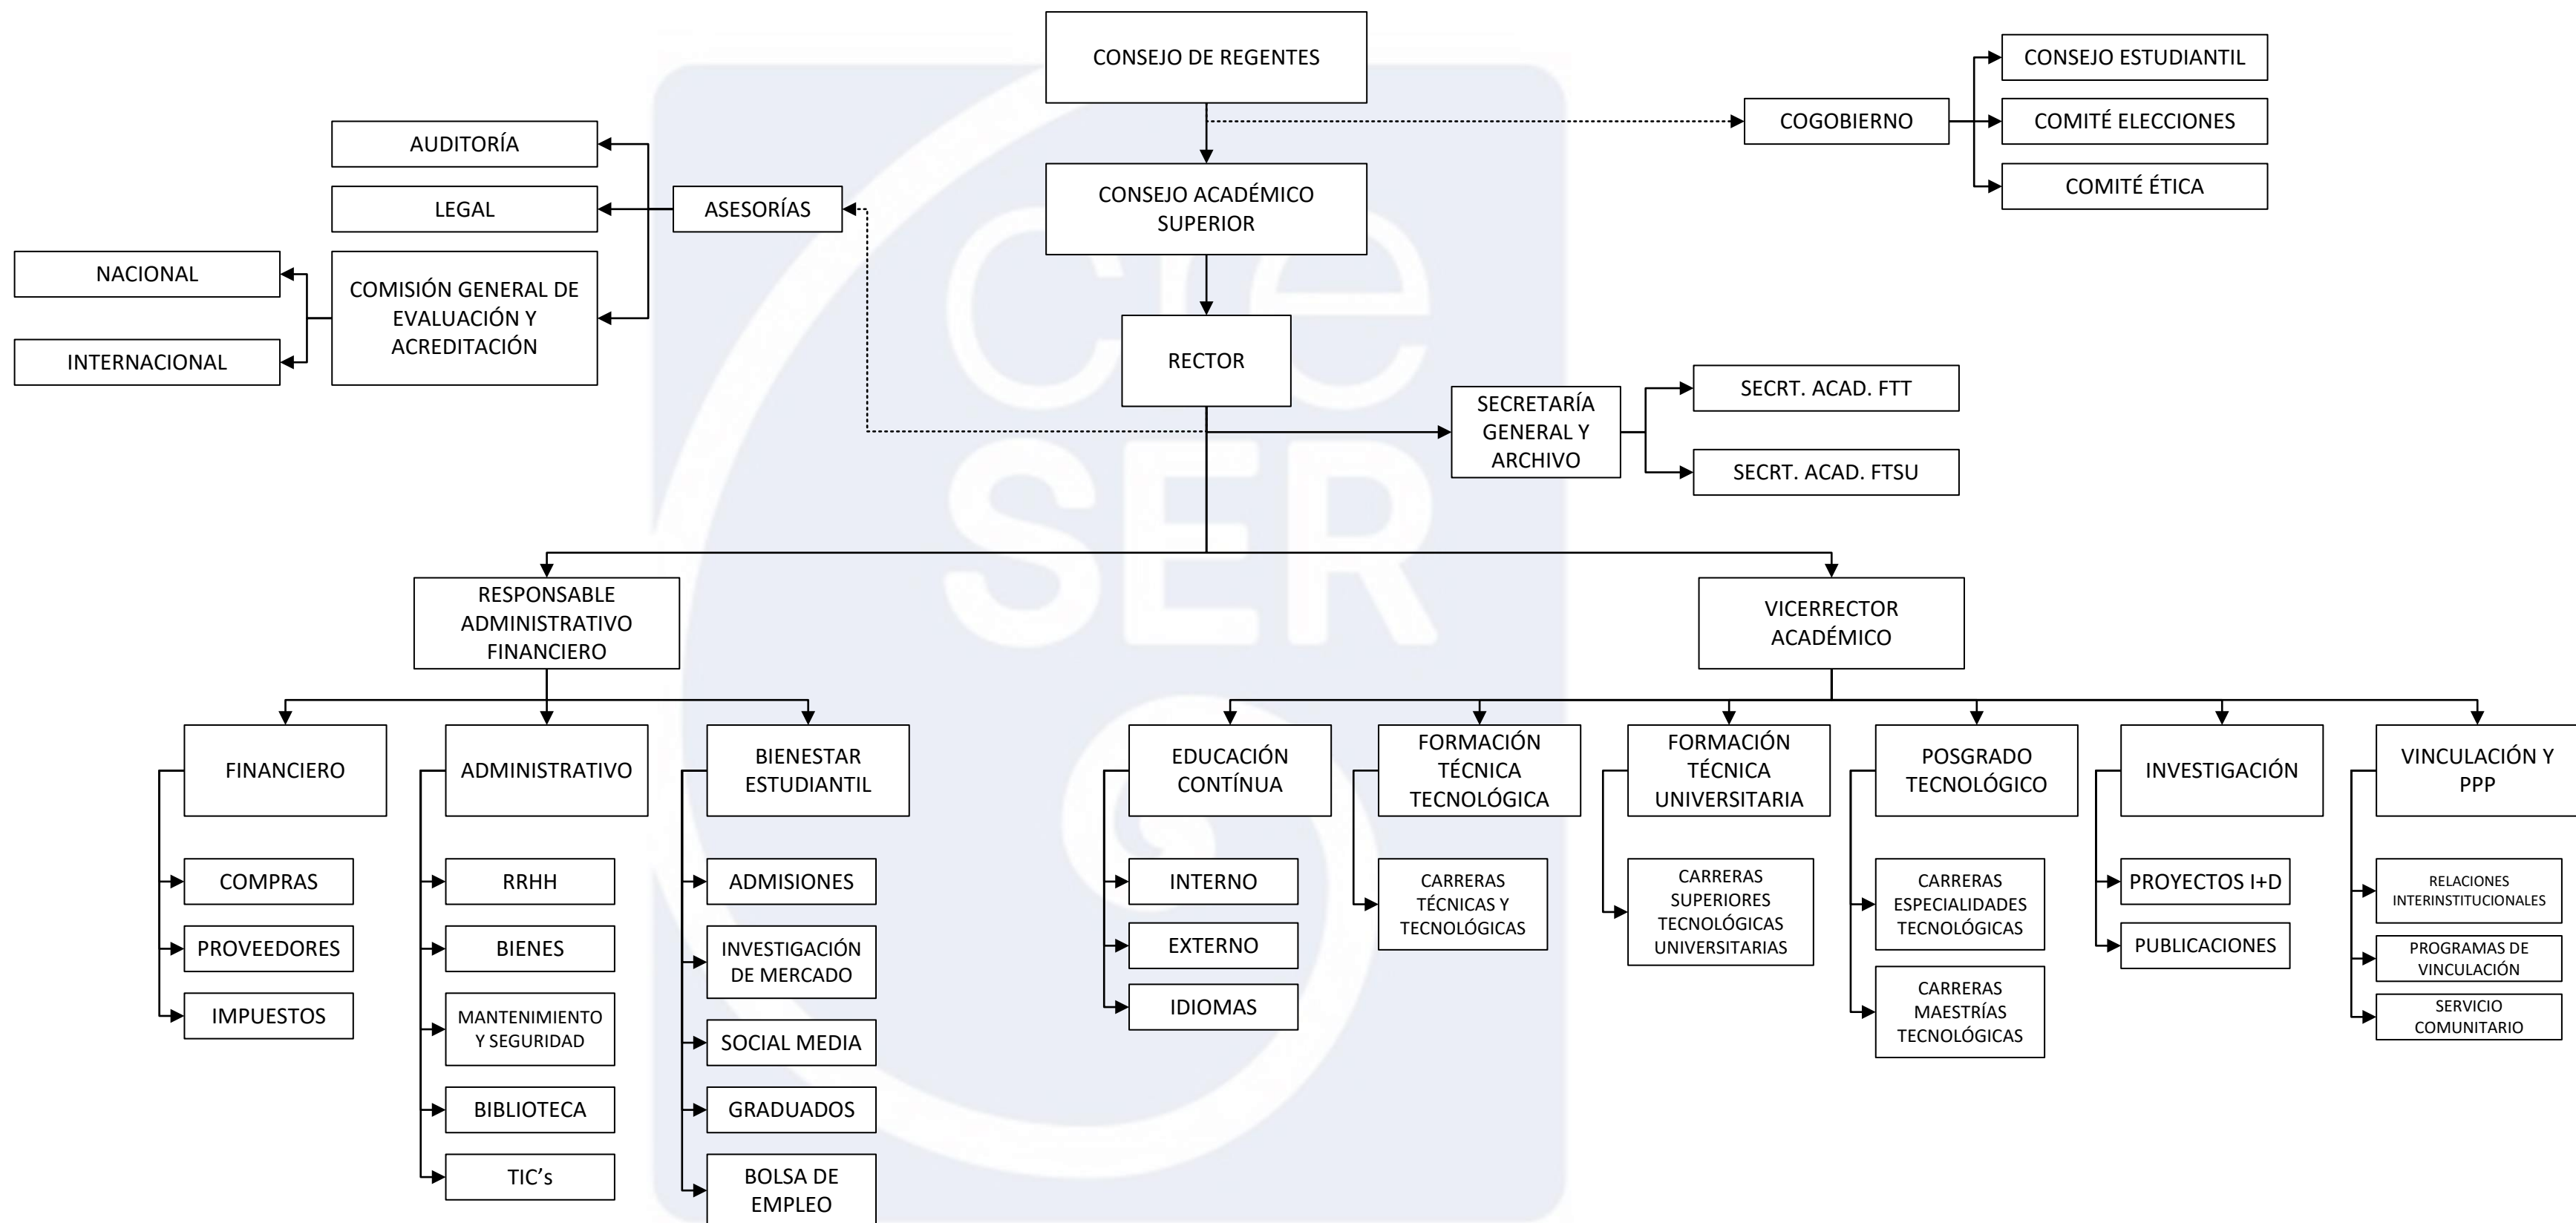 CONSEJO DE REGENTES
CONSEJO ESTUDIANTIL
COGOBIERNO
COMITÉ ELECCIONES
COMITÉ ÉTICA
AUDITORÍA
LEGAL
ASESORÍAS
CONSEJO ACADÉMICO
SUPERIOR
NACIONAL
INTERNACIONAL
COMISIÓN GENERAL DE
EVALUACIÓN Y
ACREDITACIÓN
RECTOR
SECRETARÍA
GENERAL Y
ARCHIVO
SECRT. ACAD. FTT
SECRT. ACAD. FTSU
cre
SER
RESPONSABLE
ADMINISTRATIVO
FINANCIERO
VICERRECTOR
ACADÉMICO
FINANCIERO
COMPRAS
PROVEEDORES
IMPUESTOS
ADMINISTRATIVO
RRHH
BIENES
MANTENIMIENTO
Y SEGURIDAD
BIBLIOTECA
TIC’s
BIENESTAR
ESTUDIANTIL
ADMISIONES
INVESTIGACIÓN
DE MERCADO
SOCIAL MEDIA
GRADUADOS
BOLSA DE
EMPLEO
EDUCACIÓN
CONTÍNUA
INTERNO
EXTERNO
IDIOMAS
FORMACIÓN
TÉCNICA
TECNOLÓGICA
CARRERAS
TÉCNICAS Y
TECNOLÓGICAS
FORMACIÓN
TÉCNICA
UNIVERSITARIA
CARRERAS
SUPERIORES
TECNOLÓGICAS
UNIVERSITARIAS
POSGRADO
TECNOLÓGICO
CARRERAS
ESPECIALIDADES
TECNOLÓGICAS
CARRERAS
MAESTRÍAS
TECNOLÓGICAS
INVESTIGACIÓN
PROYECTOS I+D
PUBLICACIONES
VINCULACIÓN Y
PPP
RELACIONES
INTERINSTITUCIONALES
PROGRAMAS DE
VINCULACIÓN
SERVICIO
COMUNITARIO